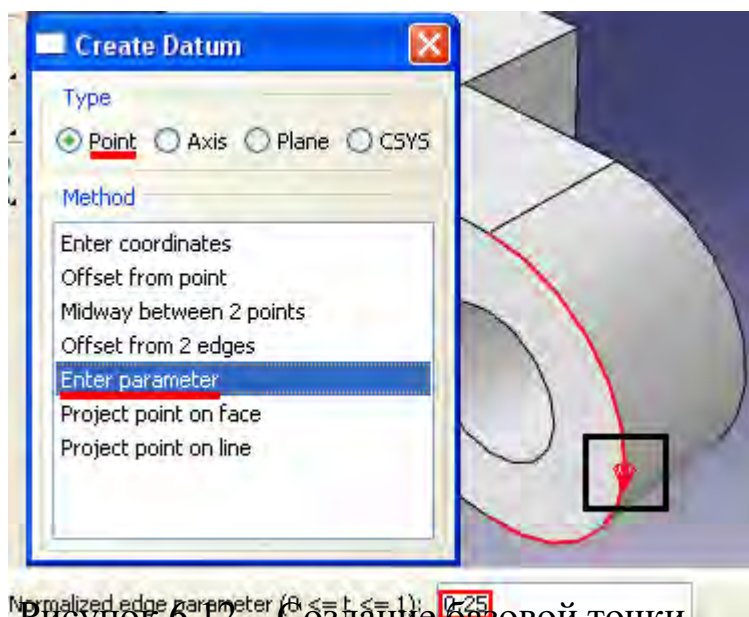 Create Datum
Type
Point Axis Plane CSYS
Method
Enter coordinates
Offset from point
Midway between 2 points
Offset from 2 edges
Enter parameter
Project point on face
Project point on line
Normalized edge parameter (0 <= t <= 1): 0.25
Рисунок 6.12 – Создание базовой точки